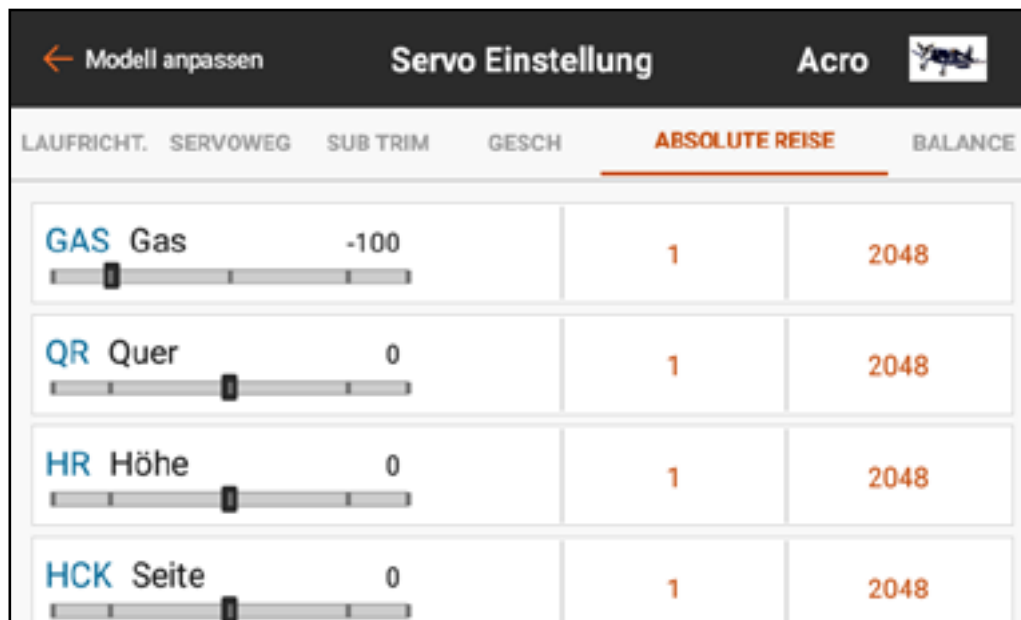 Modell anpassen Servo Einstellung Acro
LAUFRICHT. SERVOWEG SUB TRIM GESCH ABSOLUTE REISE BALANCE
GAS Gas -100 1 2048
QR Quer 0 1 2048
HR Höhe 0 1 2048
HCK Seite 0 1 2048